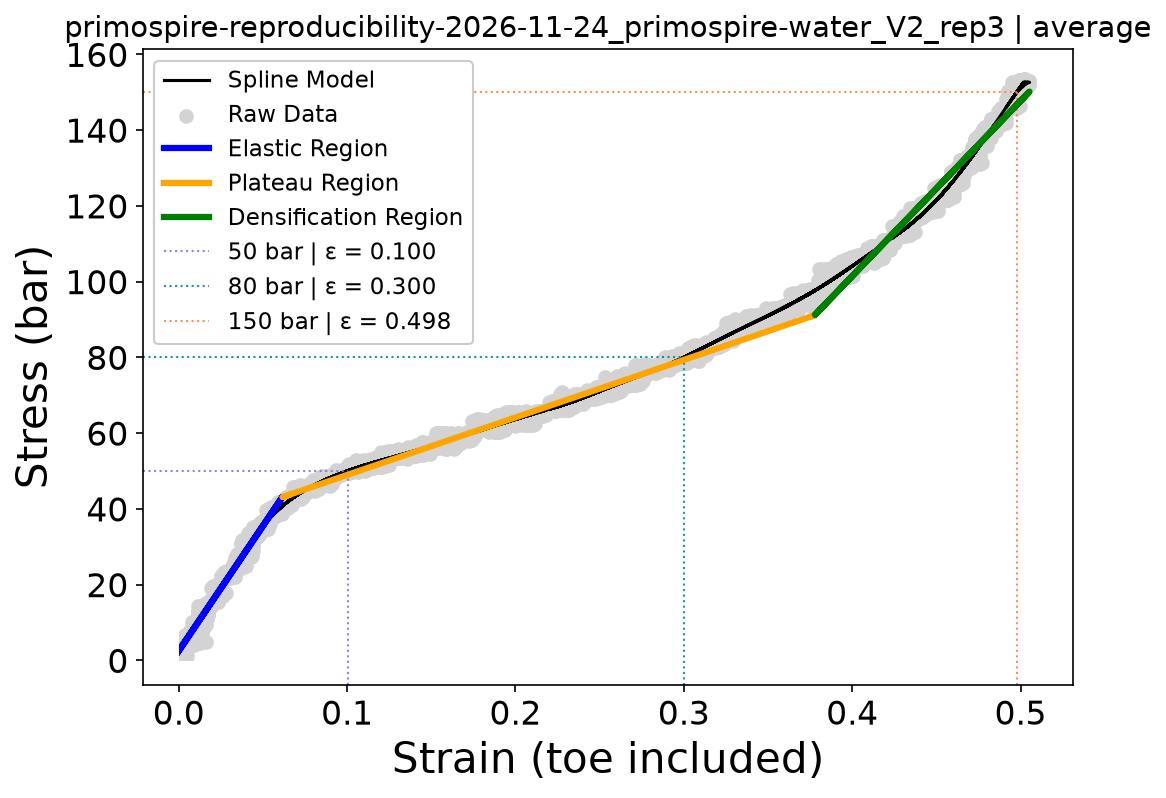 primospire-reproducibility-2026-11-24_primospire-water_V2_rep3 | average
Stress (bar)
160
140
120
100
80
60
40
20
0
Spline Model
Raw Data
Elastic Region
Plateau Region
Densification Region
50 bar | ε = 0.100
80 bar | ε = 0.300
150 bar | ε = 0.498
0.0 0.1 0.2 0.3 0.4 0.5
Strain (toe included)